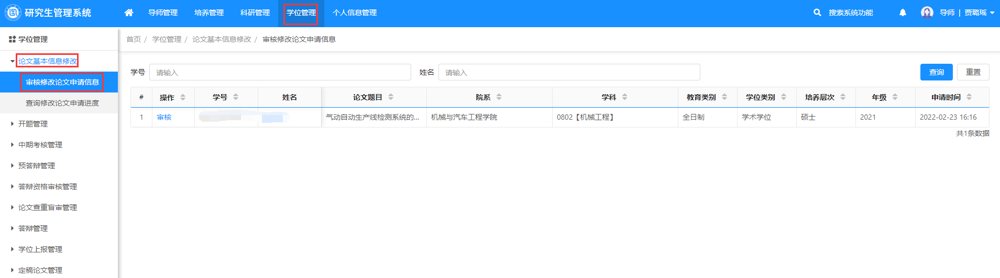 研究生管理系统 导师管理 培养管理 科研管理 学位管理 个人信息管理 搜索系统功能 导师 | 贾璐瑶
学位管理
首页 / 学位管理 / 论文基本信息修改 / 审核修改论文申请信息
论文基本信息修改
审核修改论文申请信息
查询修改论文申请进度
开题管理
中期考核管理
预答辩管理
答辩资格审核管理
论文查重盲审管理
答辩管理
学位上报管理
定稿论文管理
学号 请输入 姓名 请输入 查询 重置
# 操作 学号 姓名 论文题目 院系 学科 教育类别 学位类别 培养层次 年级 申请时间
1 审核 气动自动生产线检测系统的... 机械与汽车工程学院 0802【机械工程】 全日制 学术学位 硕士 2021 2022-02-23 16:16
共1条数据